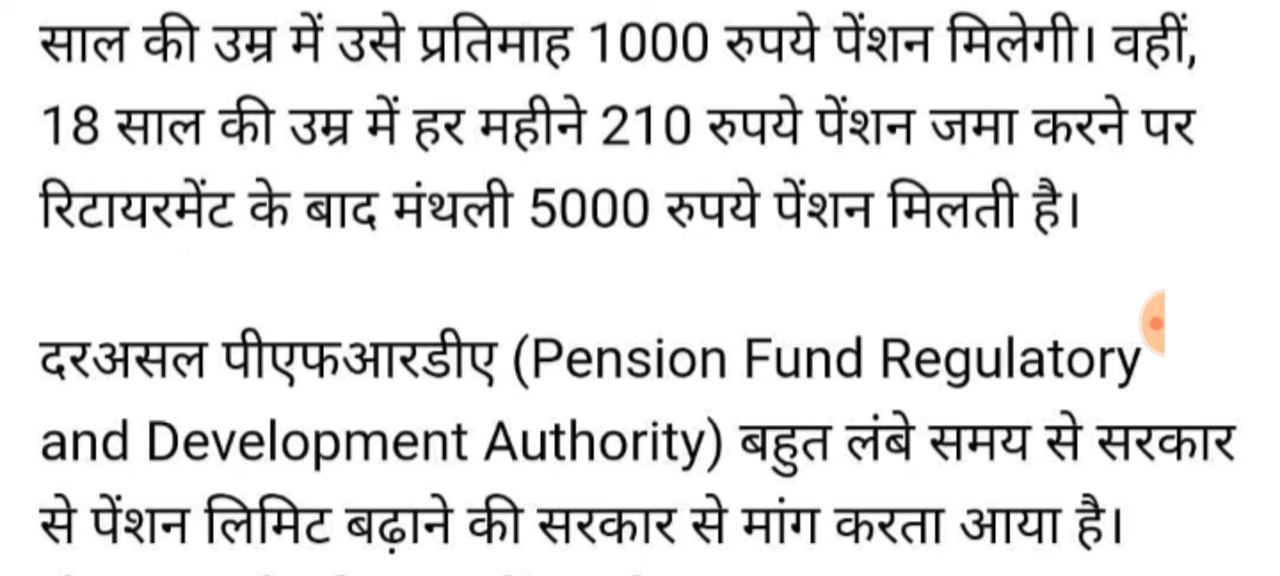 साल की उम्र में उसे प्रतिमाह 1000 रुपये पेंशन मिलेगी। वहीं,
18 साल की उम्र में हर महीने 210 रुपये पेंशन जमा करने पर
रिटायरमेंट के बाद मंथली 5000 रुपये पेंशन मिलती है।
दरअसल पीएफआरडीए (Pension Fund Regulatory
and Development Authority) बहुत लंबे समय से सरकार
से पेंशन लिमिट बढ़ाने की सरकार से मांग करता आया है।